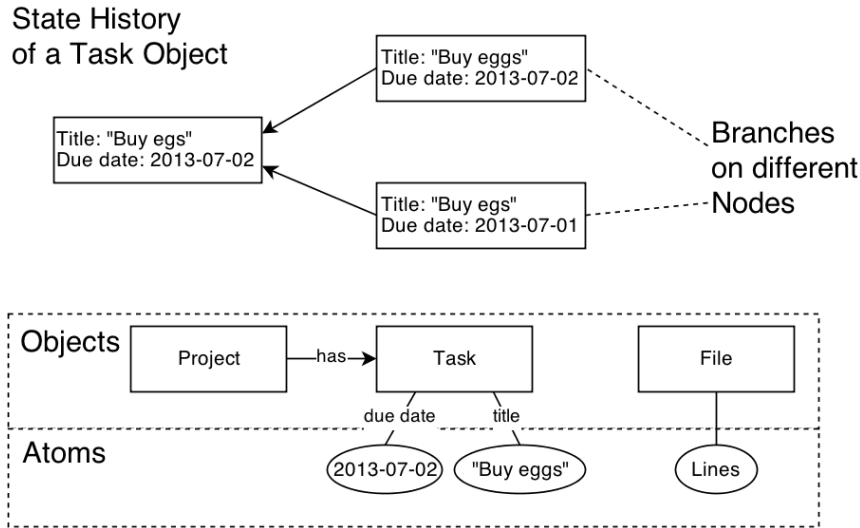 State History
of a Task Object
Title: "Buy eggs"
Due date: 2013-07-02
Title: "Buy egs"
Due date: 2013-07-02
Branches
on different
Nodes
Title: "Buy egs"
Due date: 2013-07-01
Objects
Project
has
Task
File
due date
title
Atoms
2013-07-02
"Buy eggs"
Lines